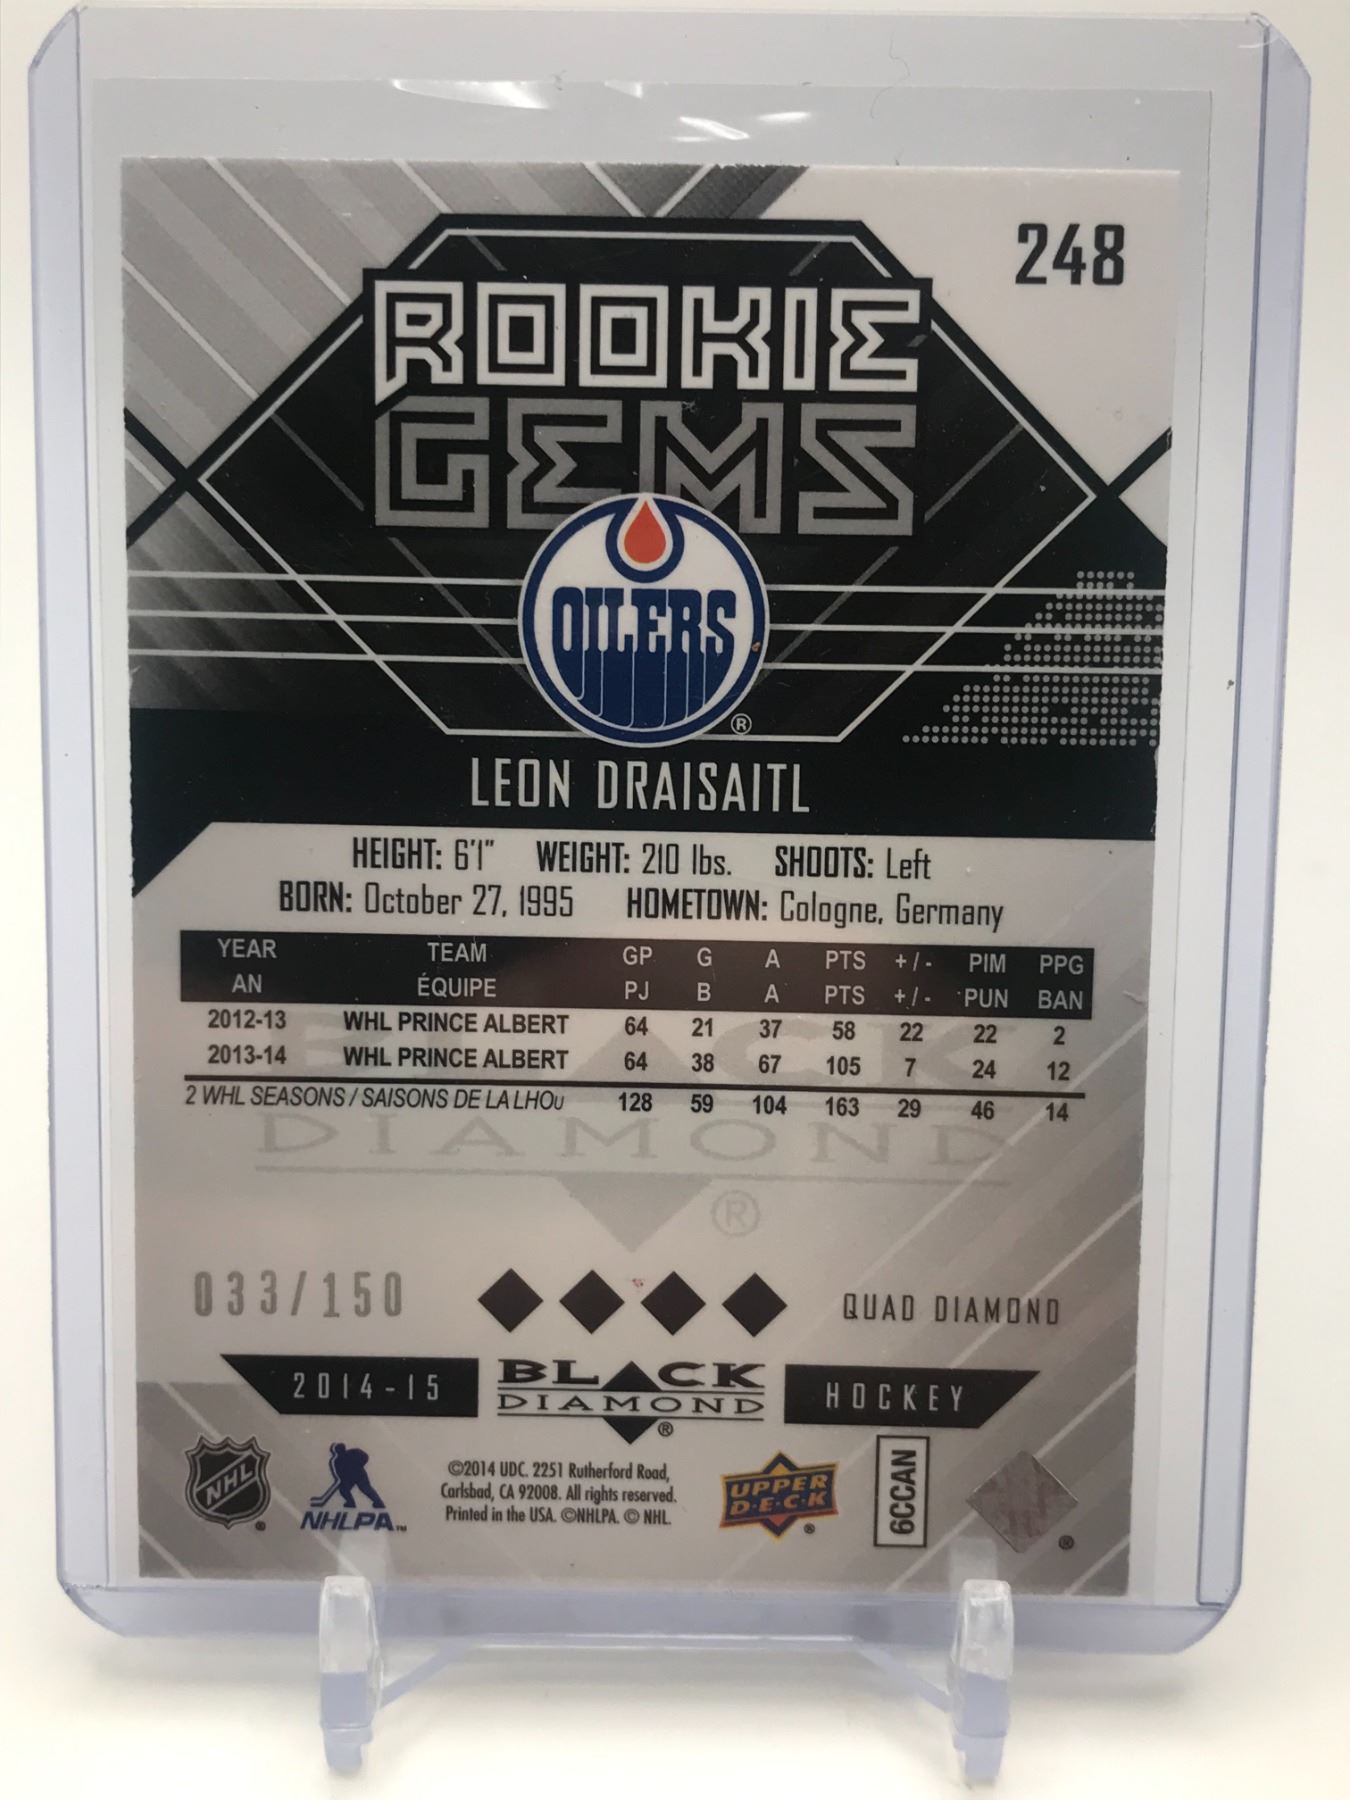 248
ROOKIE
GEMS
OILERS
®
LEON DRAISAITL
HEIGHT: 6'1" WEIGHT: 210 lbs. SHOOTS: Left
BORN: October 27, 1995 HOMETOWN: Cologne, Germany
YEAR TEAM GP G A PTS +/- PIM PPG
AN ÉQUIPE PJ B A PTS +/- PUN BAN
2012-13 WHL PRINCE ALBERT 64 21 37 58 22 22 2
2013-14 WHL PRINCE ALBERT 64 38 67 105 7 24 12
2 WHL SEASONS / SAISONS DE LA LHOu 128 59 104 163 29 46 14
BLACK
DIAMOND
®
033/150 QUAD DIAMOND
2014-15 BLACK DIAMOND ® HOCKEY
NHL ® NHLPA™
©2014 UDC. 2251 Rutherford Road,
Carlsbad, CA 92008. All rights reserved.
Printed in the USA. ©NHLPA. © NHL.
UPPER
D·E·C·K ®
6CCAN
®